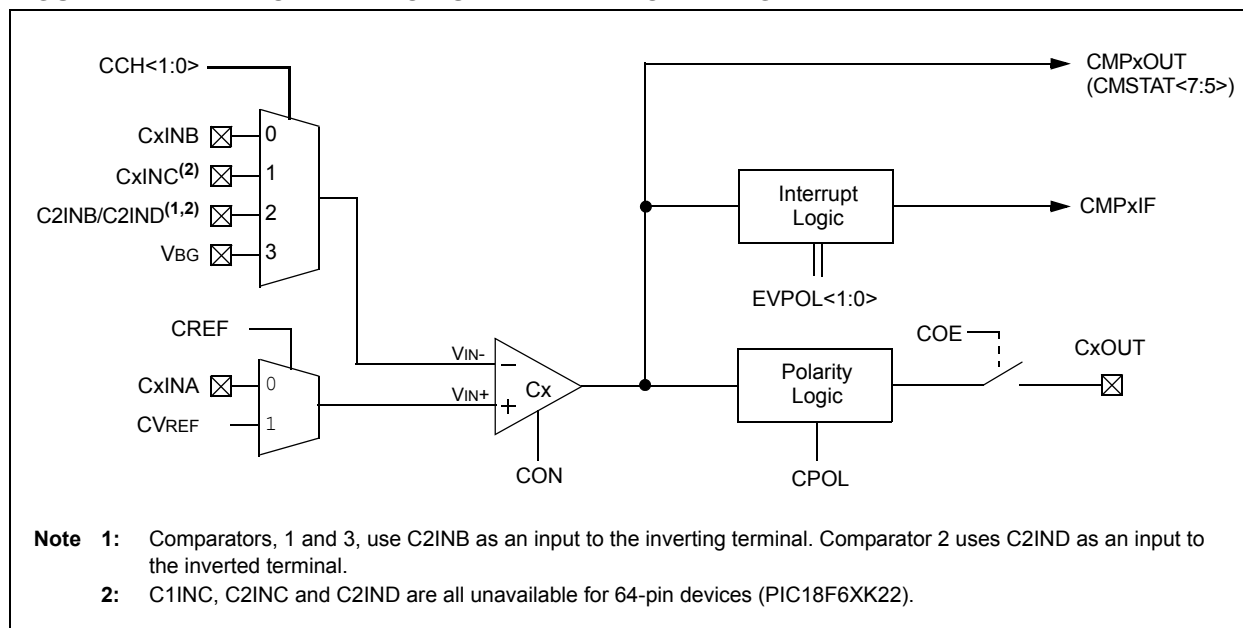 CCH<1:0>
CxINB
0
CxINC(2)
1
C2INB/C2IND(1,2)
2
VBG
3
CREF
CxINA
0
CVREF
1
VIN-
–
VIN+
+
Cx
CON
Interrupt
Logic
EVPOL<1:0>
Polarity
Logic
CPOL
COE
CxOUT
CMPxOUT
(CMSTAT<7:5>)
CMPxIF
Note 1: Comparators, 1 and 3, use C2INB as an input to the inverting terminal. Comparator 2 uses C2IND as an input to
the inverted terminal.
2: C1INC, C2INC and C2IND are all unavailable for 64-pin devices (PIC18F6XK22).